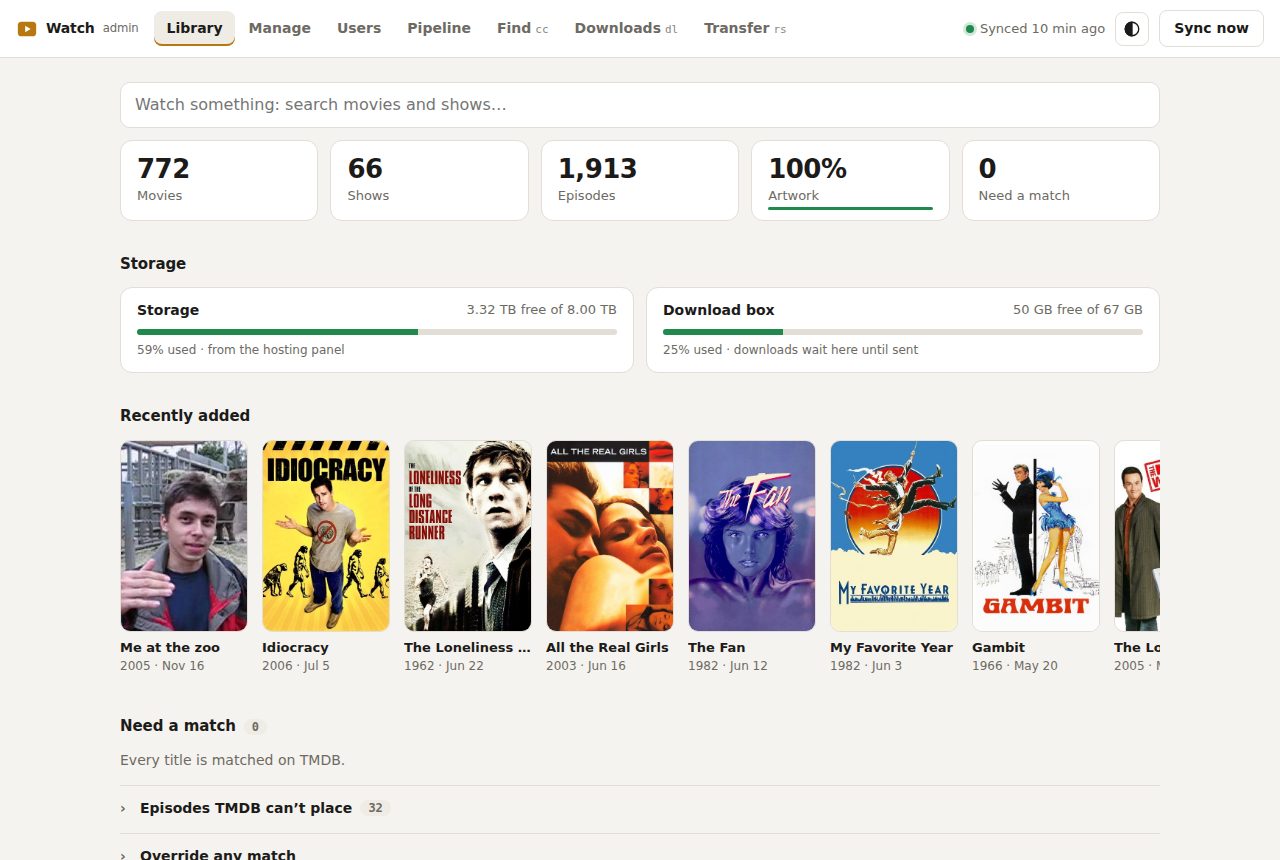 Watch admin Library Manage Users Pipeline Find cc Downloads dl Transfer rs Synced 10 min ago Sync now
Watch something: search movies and shows…
772 66 1,913 100% 0
Movies Shows Episodes Artwork Need a match
Storage
Storage 3.32 TB free of 8.00 TB Download box 50 GB free of 67 GB
59% used · from the hosting panel 25% used · downloads wait here until sent
Recently added
IDIOCRACY
THE
LONELINESS
OF THE
LONG
DISTANCE
RUNNER
ALL THE REAL GIRLS
The Fan
MY FAVORITE YEAR
GAMBIT
Me at the zoo Idiocracy The Loneliness … All the Real Girls The Fan My Favorite Year Gambit The Lo
2005 · Nov 16 2006 · Jul 5 1962 · Jun 22 2003 · Jun 16 1982 · Jun 12 1982 · Jun 3 1966 · May 20 2005 ·
Need a match 0
Every title is matched on TMDB.
› Episodes TMDB can’t place 32
› Override any match